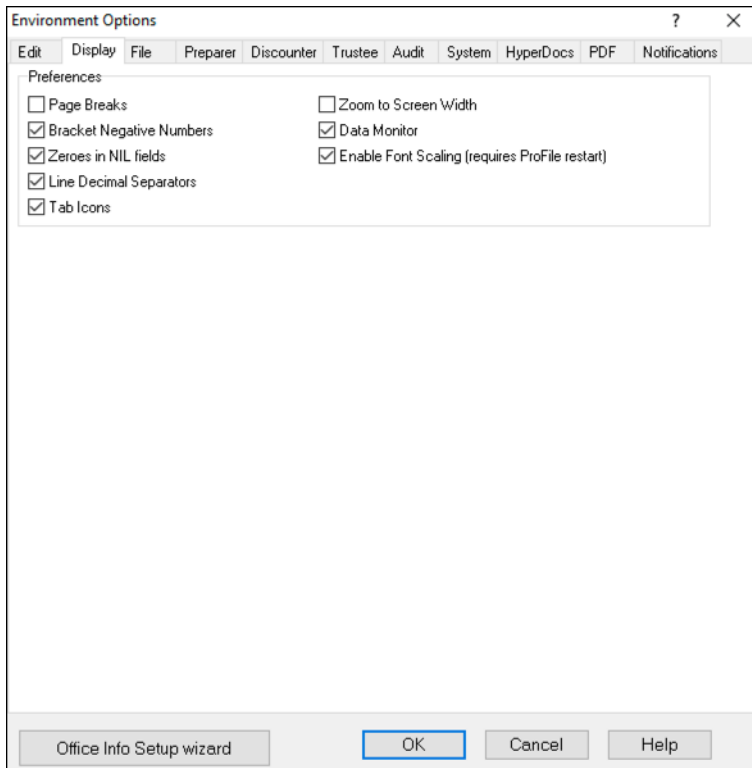 Environment Options ?
Edit Display File Preparer Discounter Trustee Audit System HyperDocs PDF Notifications
Preferences
Page Breaks Zoom to Screen Width
Bracket Negative Numbers Data Monitor
Zeroes in NIL fields Enable Font Scaling (requires ProFile restart)
Line Decimal Separators
Tab Icons
Office Info Setup wizard OK Cancel Help